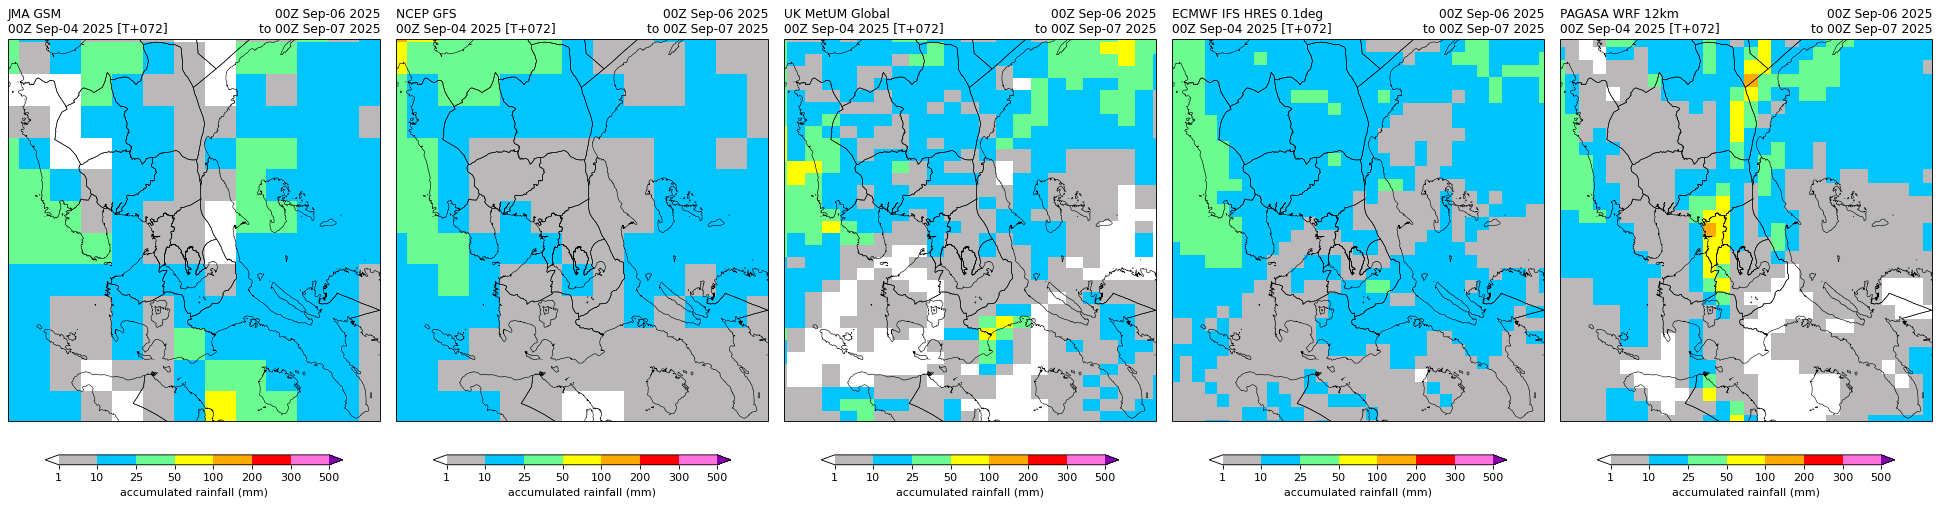 JMA GSM 00Z Sep-06 2025
00Z Sep-04 2025 [T+072] to 00Z Sep-07 2025
1 10 25 50 100 200 300 500
accumulated rainfall (mm)
NCEP GFS 00Z Sep-06 2025
00Z Sep-04 2025 [T+072] to 00Z Sep-07 2025
1 10 25 50 100 200 300 500
accumulated rainfall (mm)
UK MetUM Global 00Z Sep-06 2025
00Z Sep-04 2025 [T+072] to 00Z Sep-07 2025
1 10 25 50 100 200 300 500
accumulated rainfall (mm)
ECMWF IFS HRES 0.1deg 00Z Sep-06 2025
00Z Sep-04 2025 [T+072] to 00Z Sep-07 2025
1 10 25 50 100 200 300 500
accumulated rainfall (mm)
PAGASA WRF 12km 00Z Sep-06 2025
00Z Sep-04 2025 [T+072] to 00Z Sep-07 2025
1 10 25 50 100 200 300 500
accumulated rainfall (mm)